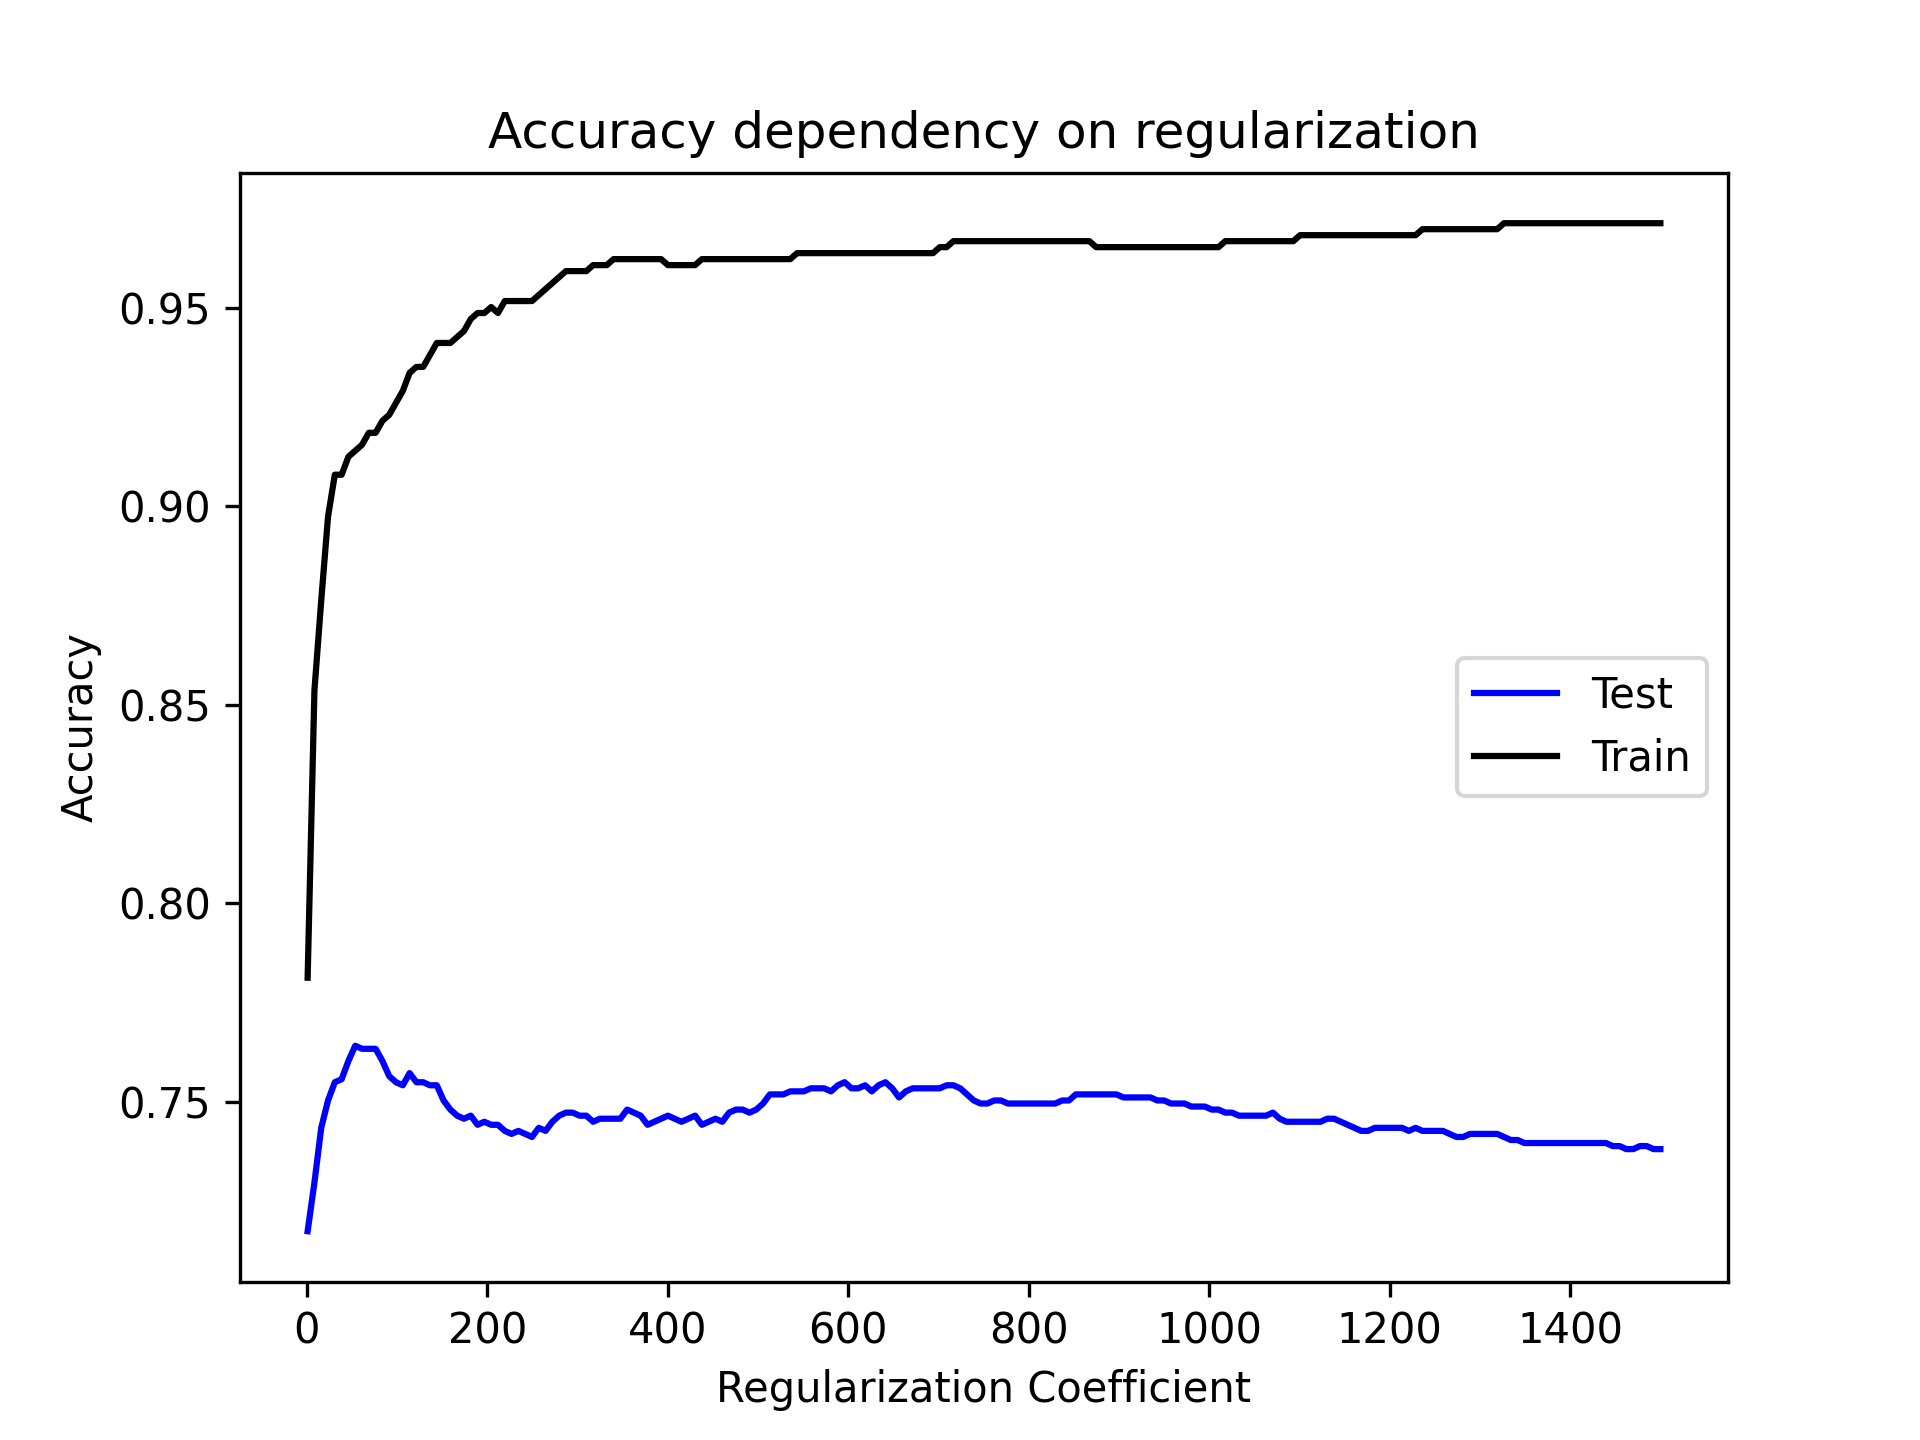 Accuracy dependency on regularization
Accuracy
0.95
0.90
0.85
0.80
0.75
Test
Train
0 200 400 600 800 1000 1200 1400
Regularization Coefficient